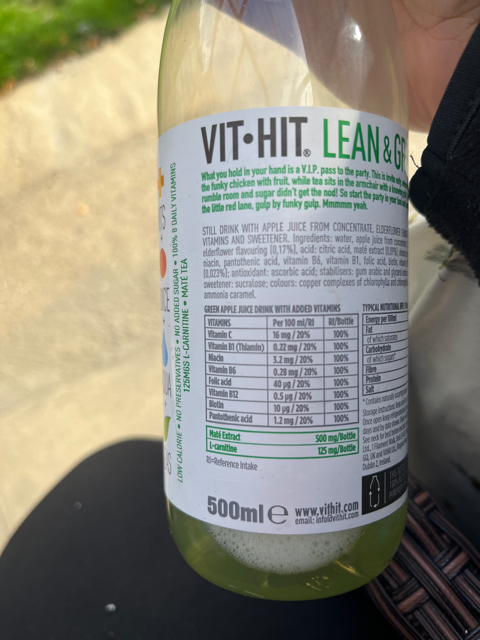 VIT•HIT® LEAN & G
What you hold in your hand is a V.I.P. pass to the party. This is
the funky chicken with fruit, while tea sits in the armchair with a
rumble room and sugar didn't get the nod! So start the party in your
the little red lane, gulp by funky gulp. Mmmmm yeah.
STILL DRINK WITH APPLE JUICE FROM CONCENTRATE, ELDERFLOWER
VITAMINS AND SWEETENER. Ingredients: water, apple juice from
elderflower flavouring (0,17%), acid: citric acid, maté extract
niacin, pantothenic acid, vitamin B6, vitamin B1, folic acid, biotin,
(0.023%); antioxidant: ascorbic acid; stabilisers: gum arabic and
sweetener: sucralose; colours: copper complexes of chlorophylls and
ammonia caramel.
GREEN APPLE JUICE DRINK WITH ADDED VITAMINS
VITAMINS Per 100 ml/RI RI/Bottle
Vitamin C 16 mg / 20% 100%
Vitamin B1 (Thiamin) 0.22 mg / 20% 100%
Niacin 3.2 mg / 20% 100%
Vitamin B6 0.28 mg / 20% 100%
Folic acid 40 µg / 20% 100%
Vitamin B12 0.5 µg / 20% 100%
Biotin 10 µg / 20% 100%
Pantothenic acid 1.2 mg / 20% 100%
Maté Extract 500 mg/Bottle
L-carnitine 125 mg/Bottle
RI=Reference Intake
TYPICAL NUTRITIONAL
Energy per 100ml
Fat
of which saturates
Carbohydrate
of which sugars*
Fibre
Protein
Salt
*Contains naturally
Storage instructions
Once open keep
Dublin 2, Ireland.
500ml e www.vithit.com
email: info@vithit.com
LOW CALORIE • NO PRESERVATIVES • NO ADDED SUGAR • 100% 8 DAILY VITAMINS
125MGS L-CARNITINE • MATÉ TEA